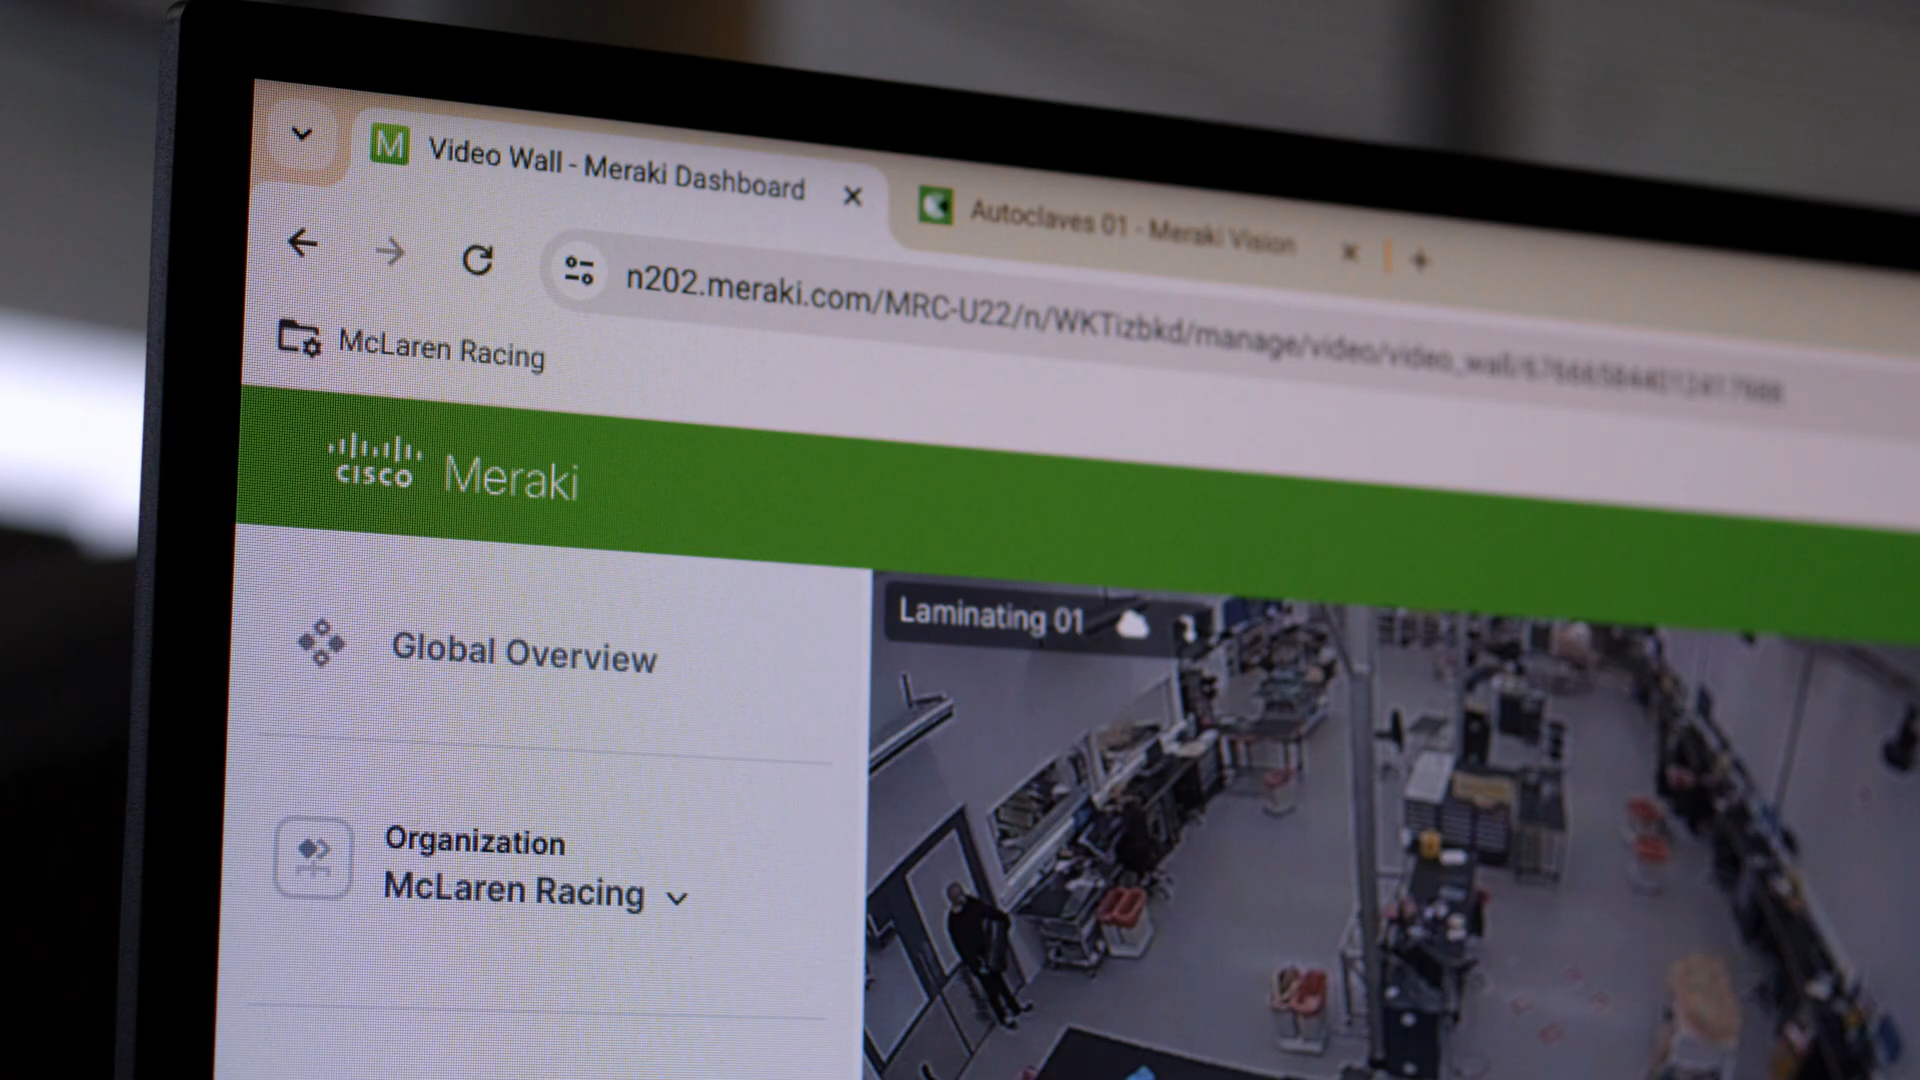 M Video Wall - Meraki Dashboard
Autoclaves 01 - Meraki Vision
n202.meraki.com/MRC-U22/n/WKTizbkd/manage/video/video_wall/
McLaren Racing
CISCO Meraki
Global Overview
Laminating 01
Organization
McLaren Racing